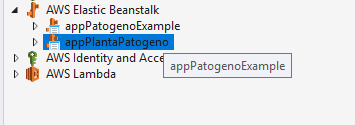 AWS Elastic Beanstalk
appPatogenoExample
appPlantaPatogeno
AWS Identity and Acce
appPatogenoExample
AWS Lambda